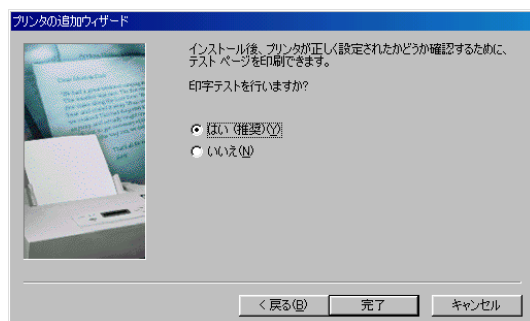 プリンタの追加ウィザード
インストール後、プリンタが正しく設定されたかどうか確認するために、
テスト ページを印刷できます。
印字テストを行いますか?
はい (推奨)(Y)
いいえ(N)
< 戻る(B)
完了
キャンセル